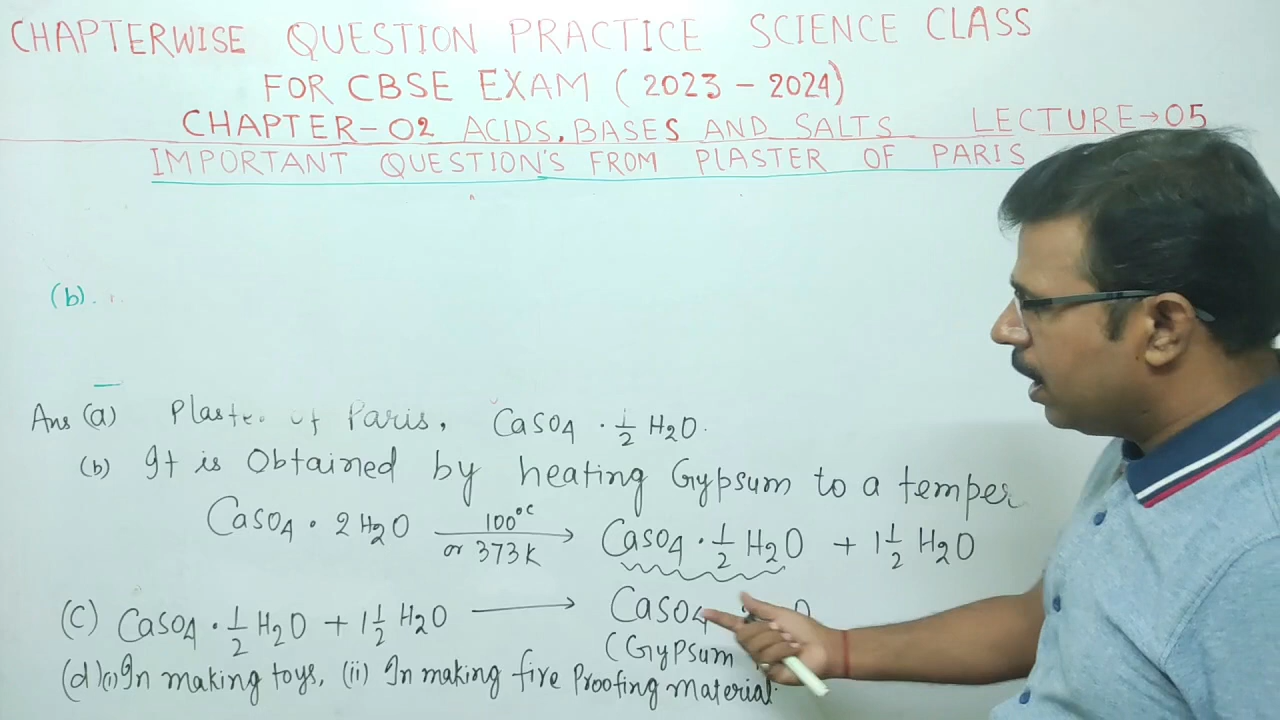 CHAPTERWISE QUESTION PRACTICE SCIENCE CLASS
FOR CBSE EXAM (2023 - 2024)
CHAPTER-02 ACIDS, BASES AND SALTS LECTURE→05
IMPORTANT QUESTION'S FROM PLASTER OF PARIS
(b).
Ans (a) Plaste. of Paris, CaSO4 · 1/2 H2O.
(b) It is Obtained by heating Gypsum to a temper
CaSO4 · 2H2O 100°C or 373K → CaSO4 · 1/2 H2O + 1 1/2 H2O
(C) CaSO4 · 1/2 H2O + 1 1/2 H2O → CaSO4 O
(Gypsum
(d)(i) In making toys, (ii) In making fire Proofing Material.